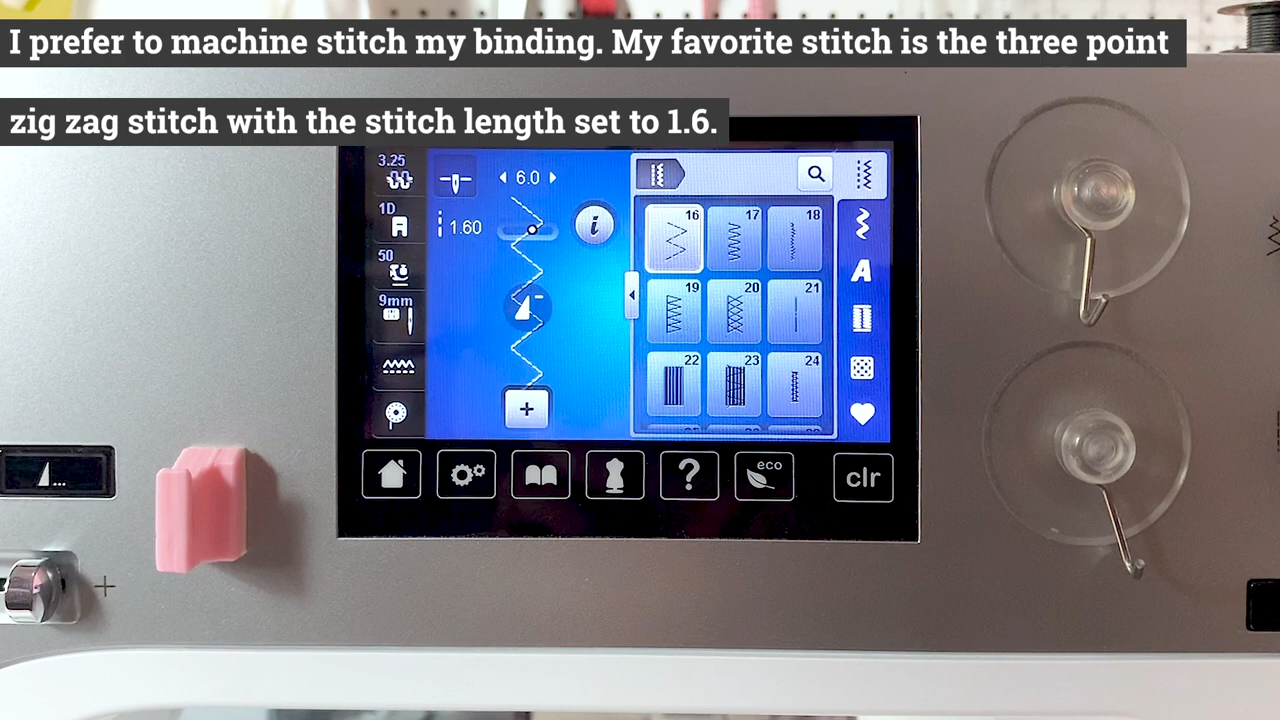 I prefer to machine stitch my binding. My favorite stitch is the three point
zig zag stitch with the stitch length set to 1.6.
3.25
6.0
1D
1.60
i
50
9mm
+
16 17 18
19 20 21
22 23 24
A
?
eco
clr
...
+